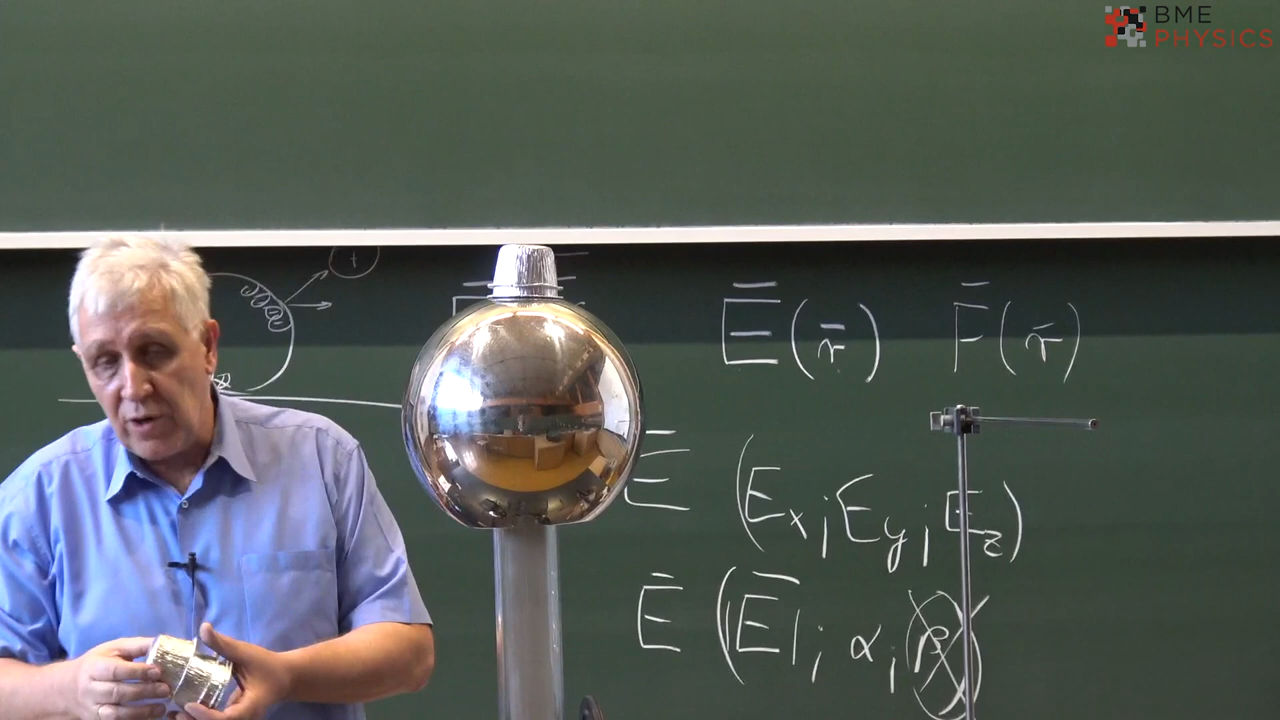 BME
PHYSICS
+
Ē(r̄) F̄(r̄)
Ē (Ex; Ey; Ez)
Ē (|Ē|; α; β)